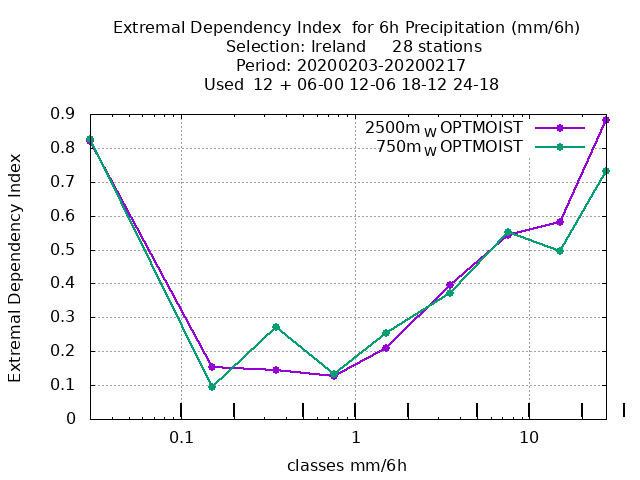 Extremal Dependency Index  for 6h Precipitation (mm/6h)
Selection: Ireland     28 stations
Period: 20200203-20200217
Used  12 + 06-00 12-06 18-12 24-18
2500m_W OPTMOIST
750m_W OPTMOIST
Extremal Dependency Index
0.9
0.8
0.7
0.6
0.5
0.4
0.3
0.2
0.1
0
0.1
1
10
classes mm/6h